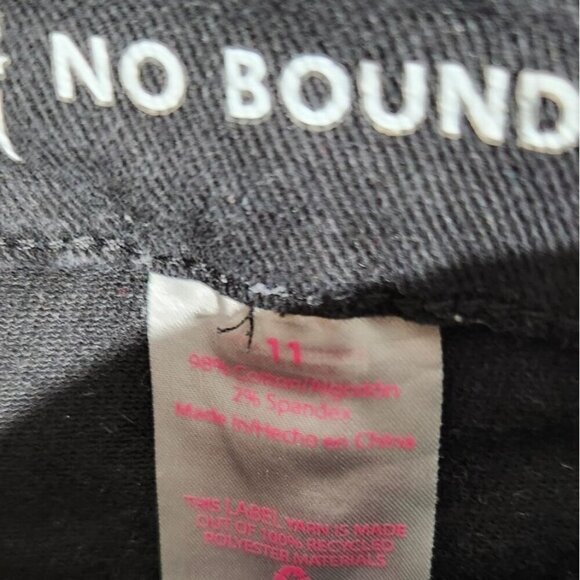 NO BOUND
11
98% Cotton/Algodón
2% Spandex
Made in/Hecho en China
THIS LABEL YARN IS MADE
OUT OF 100% RECYCLED
POLYESTER MATERIALS